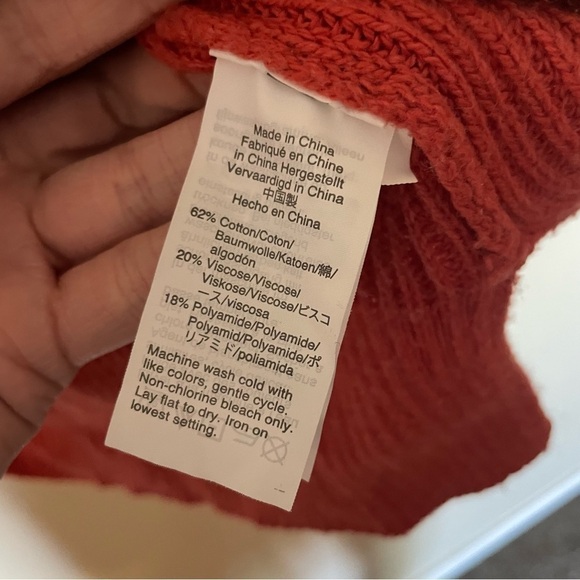 Made in China
Fabriqué en Chine
in China Hergestellt
Vervaardigd in China
中国製
Hecho en China
62% Cotton/Coton/
Baumwolle/Katoen/綿/
algodón
20% Viscose/Viscose/
Viskose/Viscose/ビスコ
ース/viscosa
18% Polyamide/Polyamide/
Polyamid/Polyamide/ポ
リアミド/poliamida
Machine wash cold with
like colors, gentle cycle.
Non-chlorine bleach only.
Lay flat to dry. Iron on
lowest setting.